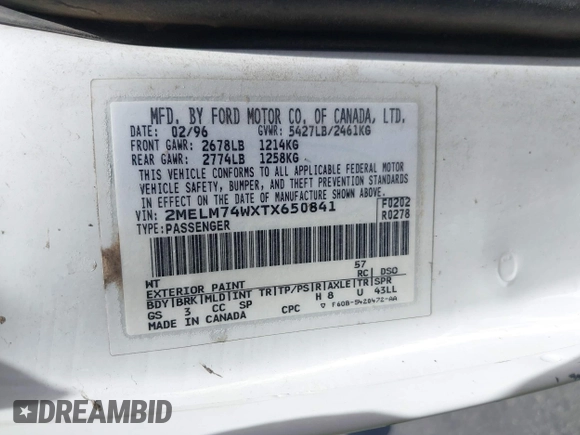 MFD. BY FORD MOTOR CO. OF CANADA, LTD.
DATE: 02/96 GVWR: 5427LB/2461KG
FRONT GAWR: 2678LB 1214KG
REAR GAWR: 2774LB 1258KG
THIS VEHICLE CONFORMS TO ALL APPLICABLE FEDERAL MOTOR
VEHICLE SAFETY, BUMPER, AND THEFT PREVENTION STANDARDS
IN EFFECT ON THE DATE OF MANUFACTURE SHOWN ABOVE.
VIN: 2MELM74WXTX650841 F0202
TYPE: PASSENGER R0278
57
WT RC DSO
EXTERIOR PAINT
BDY BRK MLD INT TR TP/PS R AXLE TR SPR
GS 3 CC SP H 8 U 43LL
MADE IN CANADA CPC ▽ F60B-5420472-AA
DREAMBID